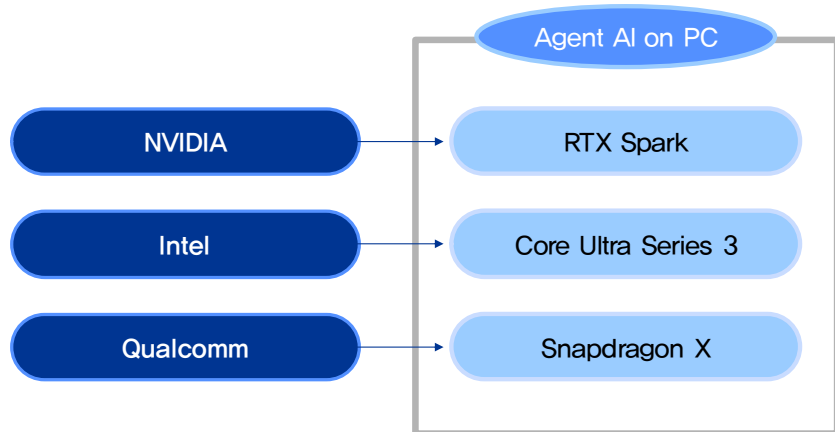 Agent AI on PC
NVIDIA
RTX Spark
Intel
Core Ultra Series 3
Qualcomm
Snapdragon X